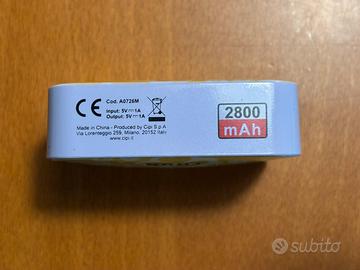 CE
Cod. A0726M
Input: 5V⎓1A
Output: 5V⎓1A
Made in China - Produced by Cipi S.p.A
Via Lorenteggio 259, Milano, 20152 Italy
www.cipi.it
2800
mAh
subito